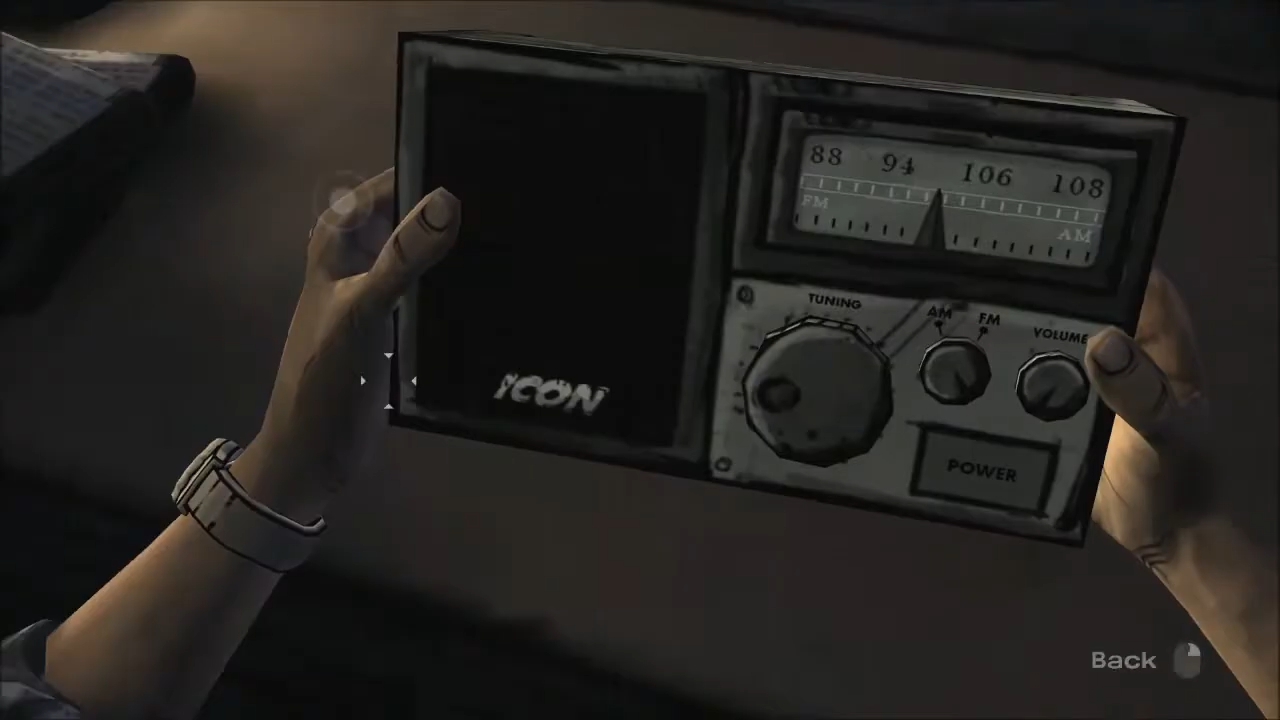 88 94 106 108
FM
AM
TUNING
AM FM
VOLUME
ICON
POWER
Back